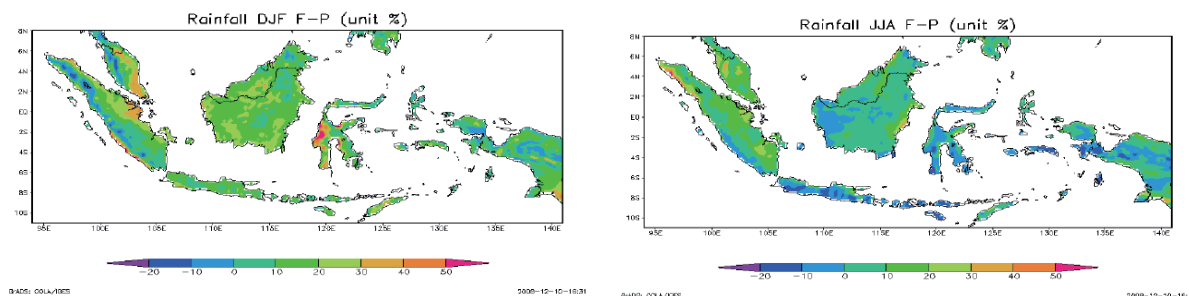 Rainfall DJF F-P (unit %)
8N
6N
4N
2N
EQ
2S
4S
6S
8S
10S
95E 100E 105E 110E 115E 120E 125E 130E 135E 140E
-20 -10 0 10 20 30 40 50
GrADS: COLA/IGES
Rainfall JJA F-P (unit %)
8N
6N
4N
2N
EQ
2S
4S
6S
8S
10S
95E 100E 105E 110E 115E 120E 125E 130E 135E 140E
-20 -10 0 10 20 30 40 50